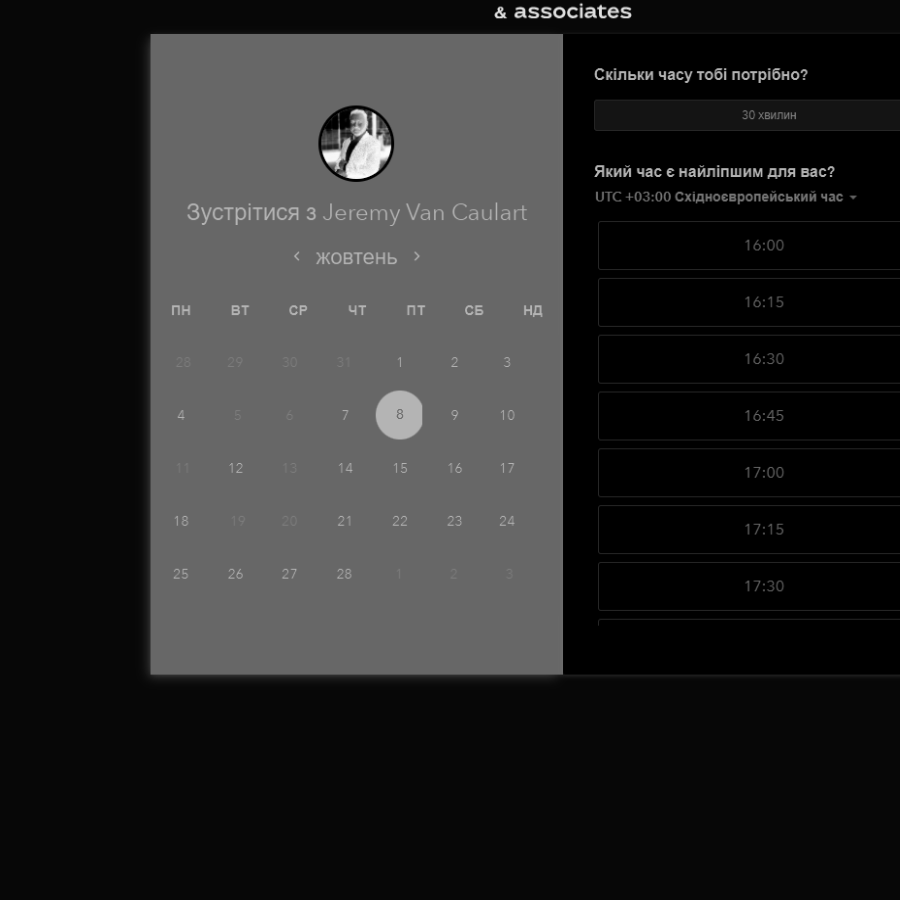 & associates
Зустрітися з Jeremy Van Caulart
жовтень
ПН ВТ СР ЧТ ПТ СБ НД
28 29 30 31 1 2 3
4 5 6 7 8 9 10
11 12 13 14 15 16 17
18 19 20 21 22 23 24
25 26 27 28 1 2 3
Скільки часу тобі потрібно?
30 хвилин
Який час є найліпшим для вас?
UTC +03:00 Східноєвропейський час
16:00
16:15
16:30
16:45
17:00
17:15
17:30